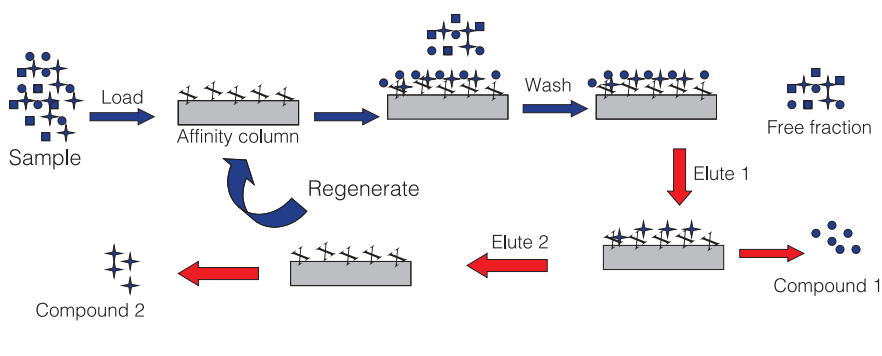 Load
Sample
Affinity column
Wash
Free fraction
Elute 1
Regenerate
Elute 2
Compound 1
Compound 2